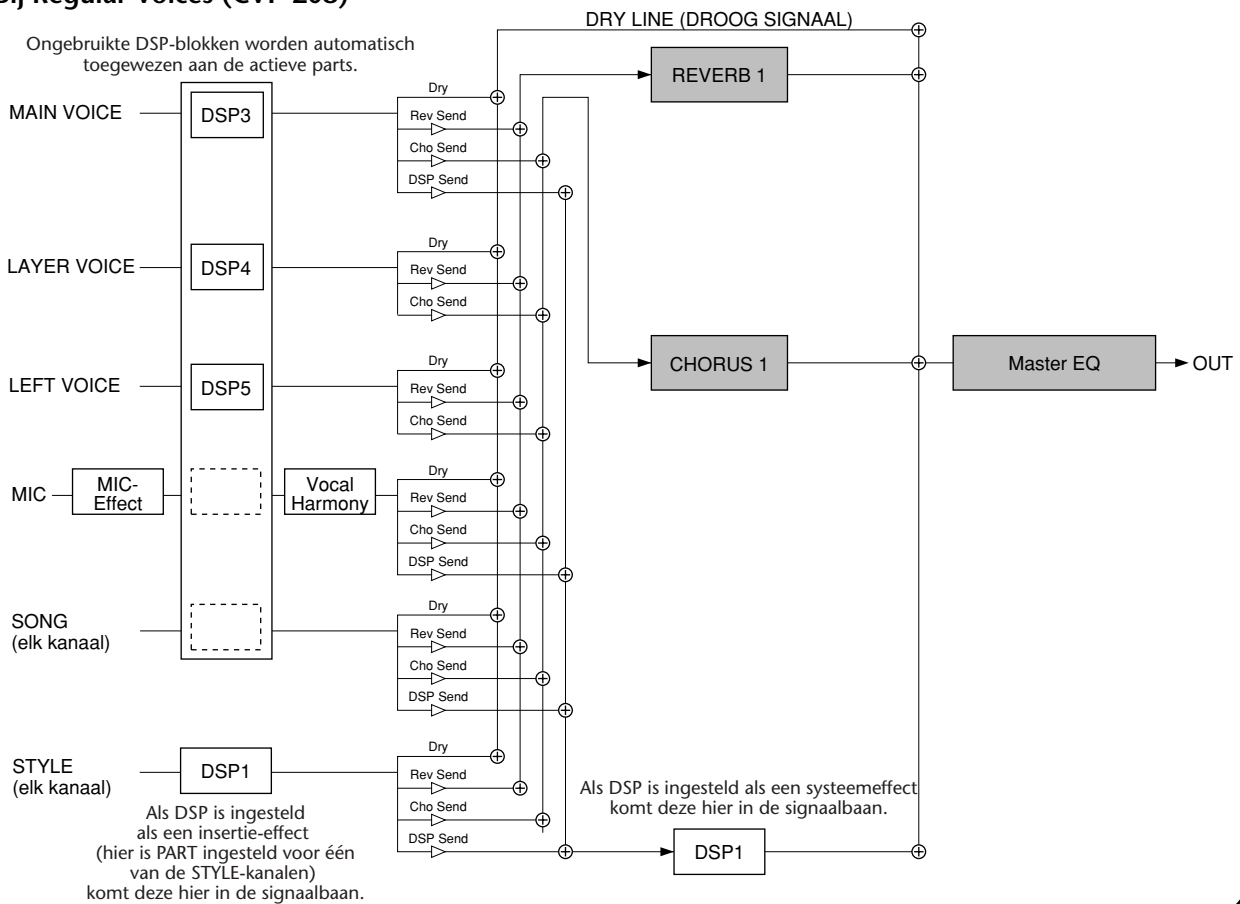 DRY LINE (DROOG SIGNAAL)
Ongebruikte DSP-blokken worden automatisch
toegewezen aan de actieve parts.
REVERB 1
MAIN VOICE
DSP3
Dry
Rev Send
Cho Send
DSP Send
LAYER VOICE
DSP4
Dry
Rev Send
Cho Send
CHORUS 1
Master EQ
OUT
LEFT VOICE
DSP5
Dry
Rev Send
Cho Send
MIC
MIC-
Effect
Vocal
Harmony
Dry
Rev Send
Cho Send
DSP Send
SONG
(elk kanaal)
Dry
Rev Send
Cho Send
DSP Send
STYLE
(elk kanaal)
DSP1
Dry
Rev Send
Cho Send
DSP Send
Als DSP is ingesteld
als een insertie-effect
(hier is PART ingesteld voor één
van de STYLE-kanalen)
komt deze hier in de signaalbaan.
Als DSP is ingesteld als een systeemeffect
komt deze hier in de signaalbaan.
DSP1